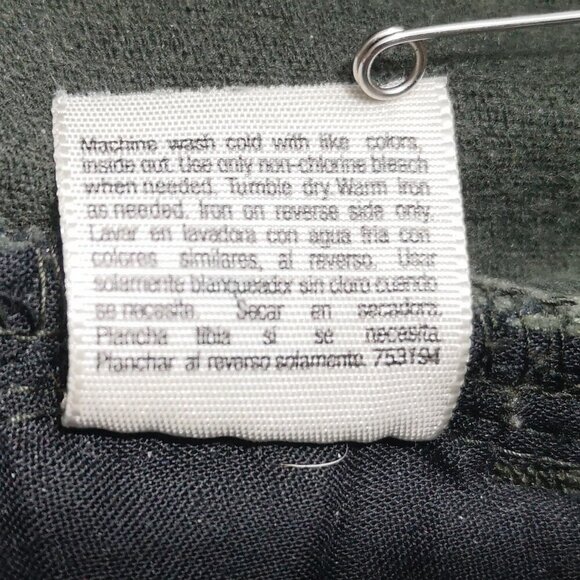 Machine wash cold with like colors,
inside out. Use only non-chlorine bleach
when needed. Tumble dry. Warm Iron
as needed. Iron on reverse side only.
Lavar en lavadora con agua fria con
colores similares, al reverso. Usar
solamente blanqueador sin cloro cuando
se necesite. Secar en secadora.
Plancha tibia si se necesita.
Planchar al reverso solamente. 753194